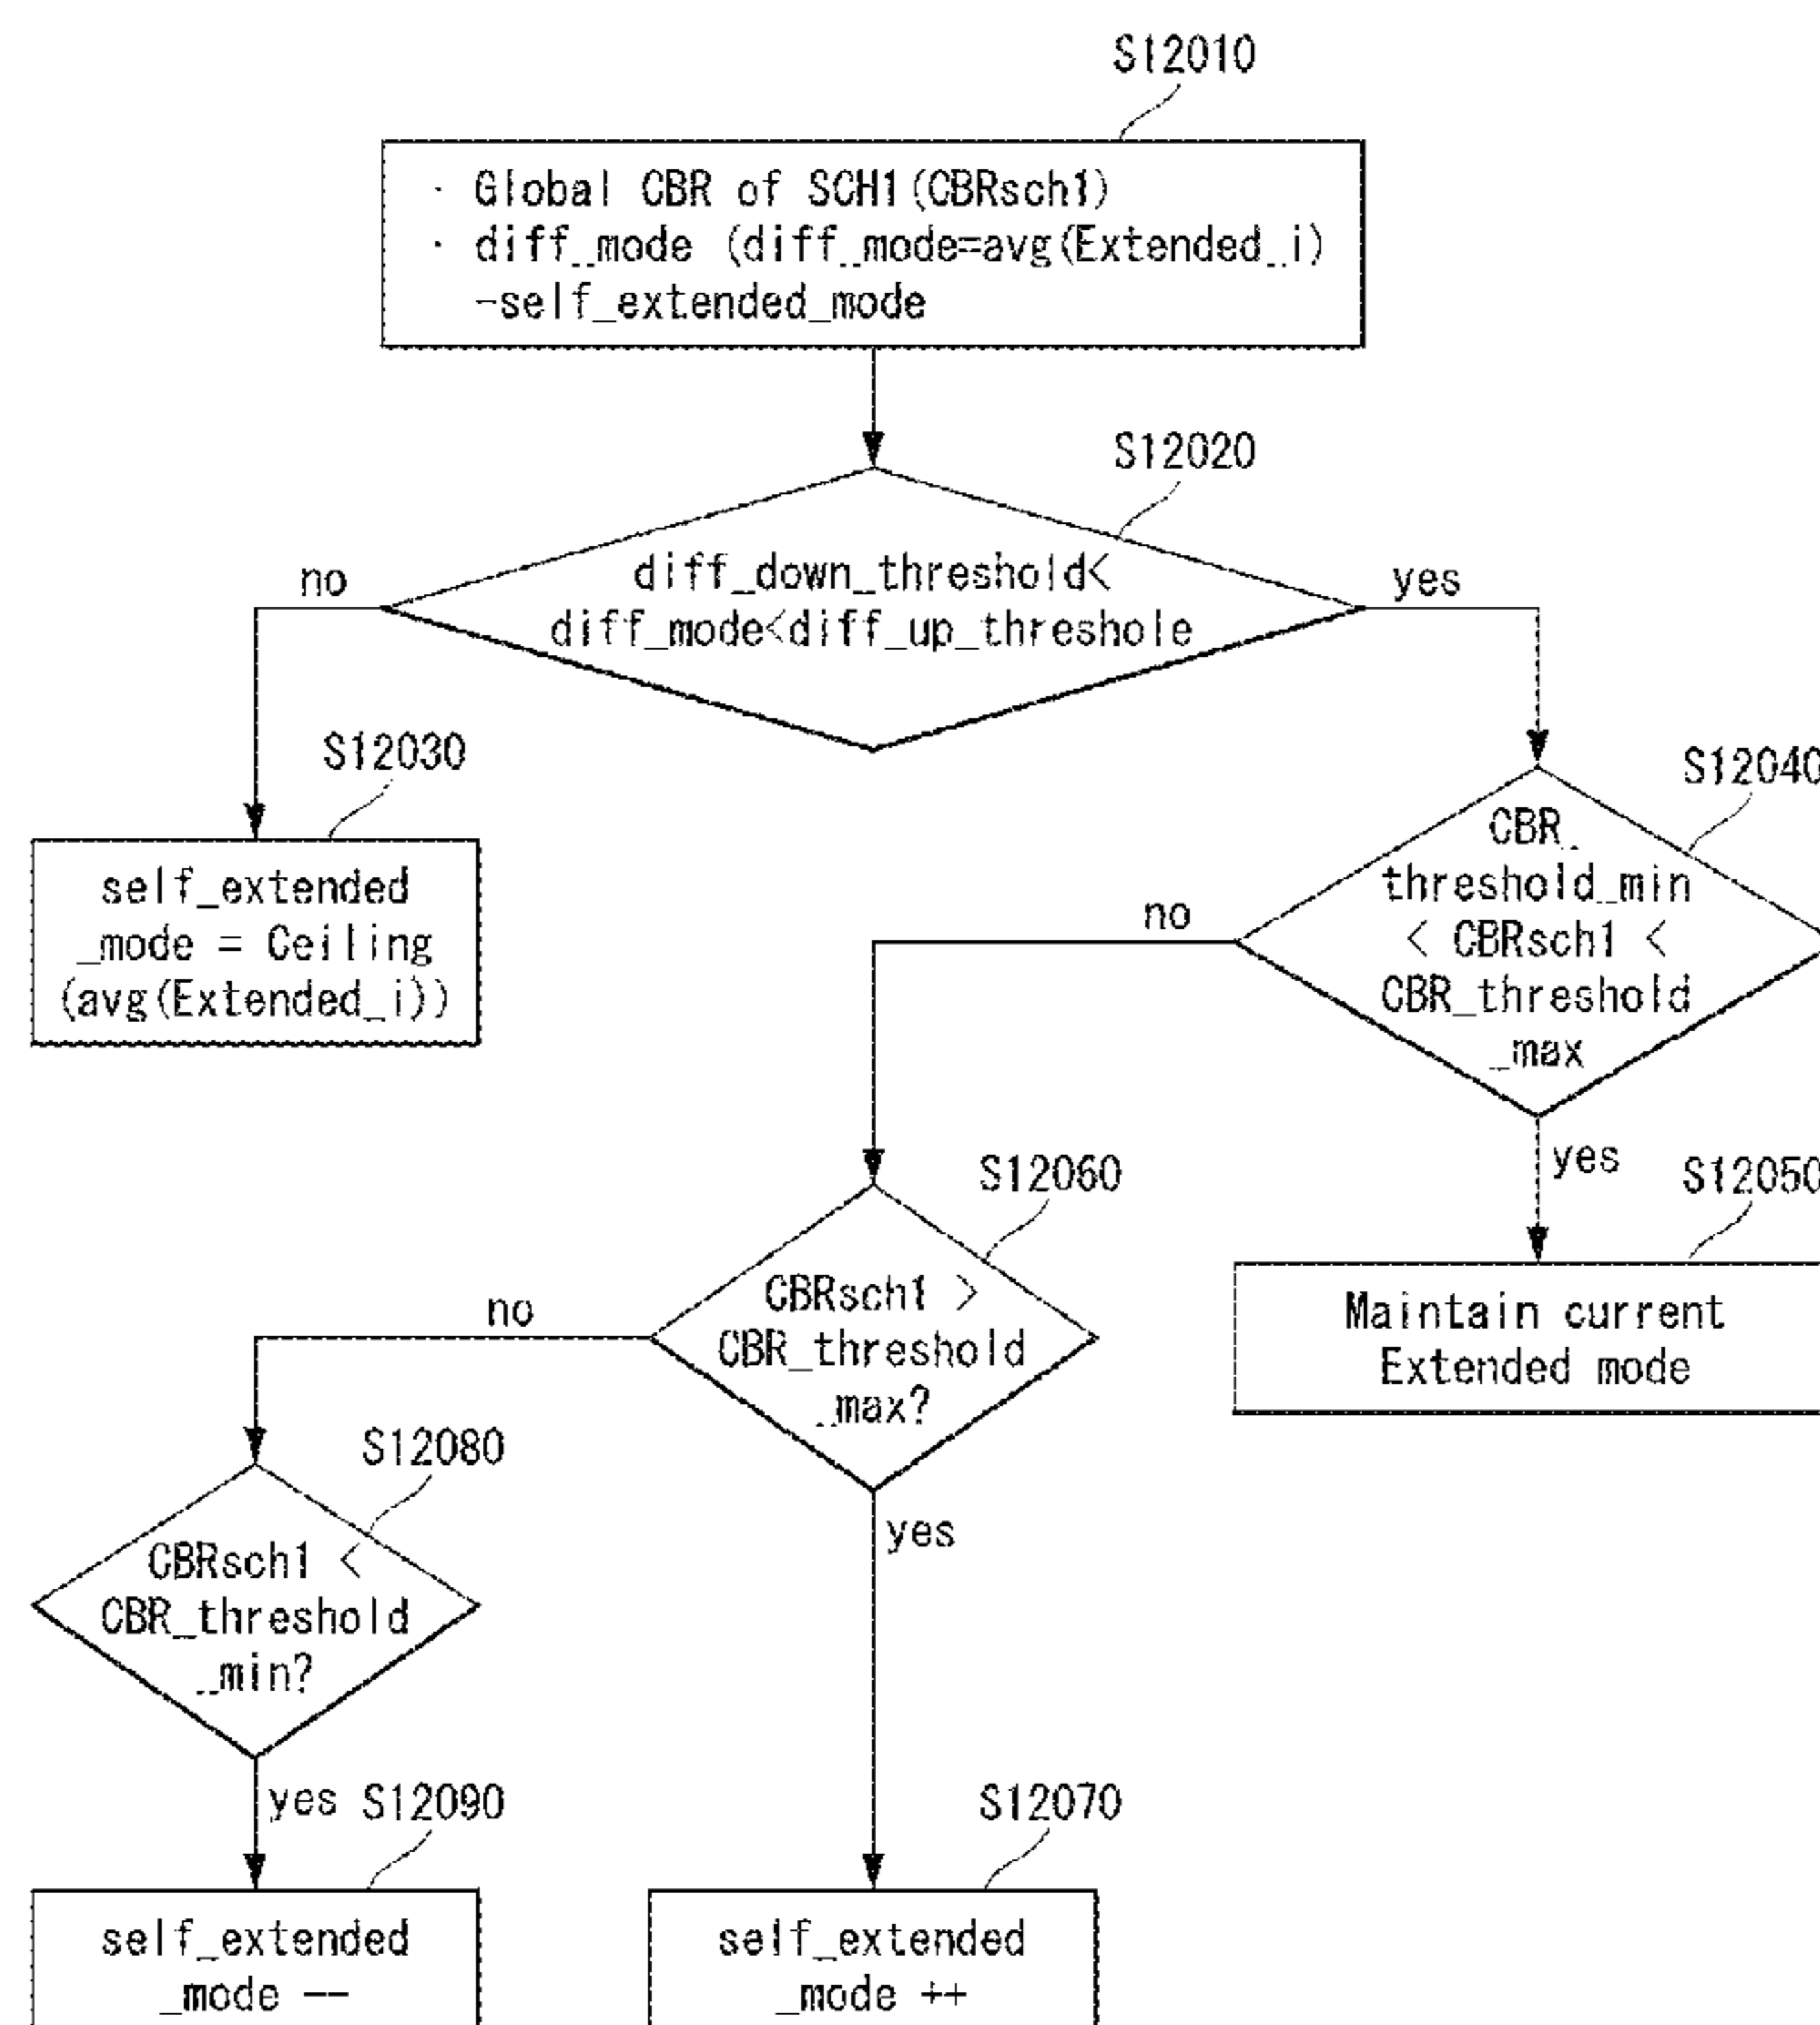 S12010
· Global CBR of SCH1(CBRsch1)
· diff_mode (diff_mode=avg(Extended_i)
-self_extended_mode
S12020
diff_down_threshold<
diff_mode<diff_up_threshole
no
yes
S12030
self_extended
_mode = Ceiling
(avg(Extended_i))
S12040
CBR_
threshold_min
< CBRsch1 <
CBR_threshold
_max
no
yes
S12050
Maintain current
Extended mode
S12060
CBRsch1 >
CBR_threshold
_max?
no
yes
S12080
CBRsch1 <
CBR_threshold
_min?
yes
S12090
self_extended
_mode --
S12070
self_extended
_mode ++